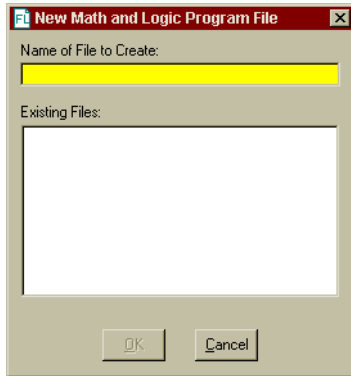 FL New Math and Logic Program File
Name of File to Create:
Existing Files:
OK Cancel